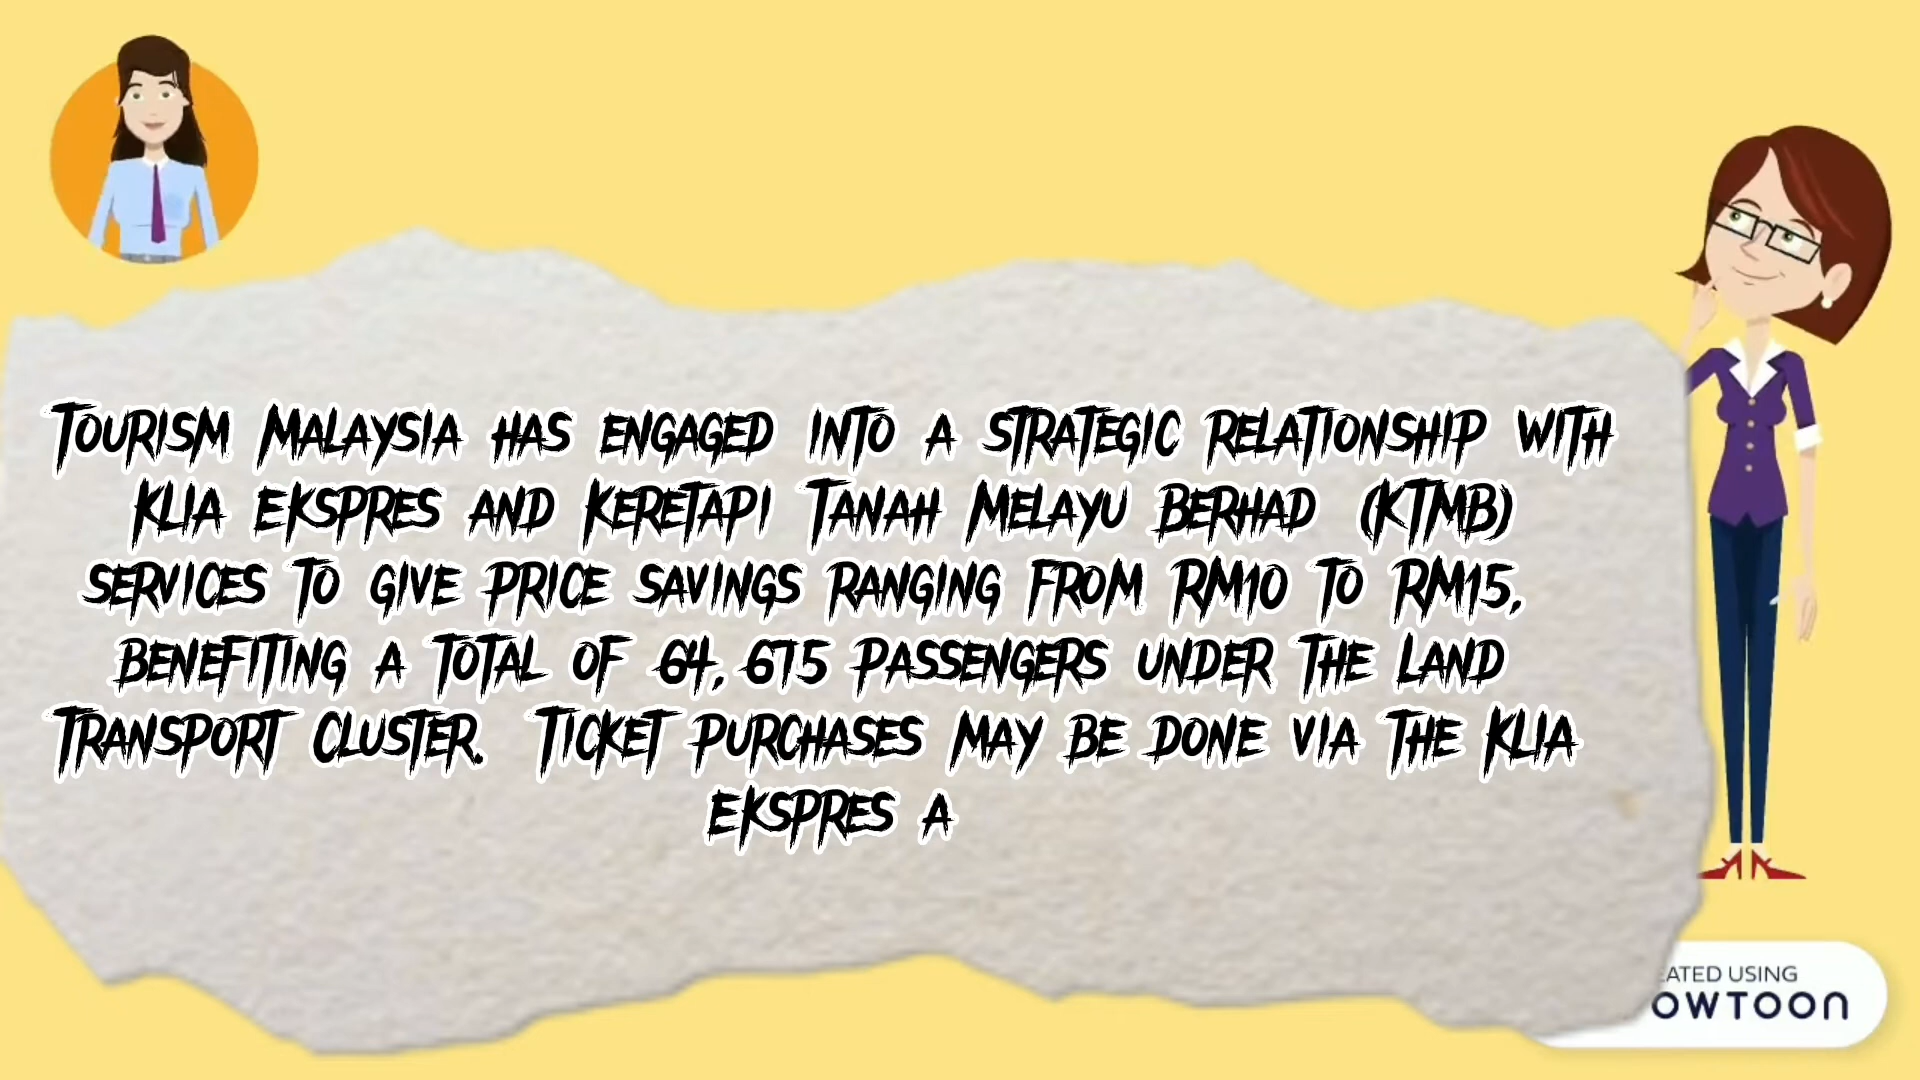 Tourism Malaysia has engaged into a strategic relationship with
KLIA Ekspres and Keretapi Tanah Melayu Berhad (KTMB)
services to give price savings ranging from RM10 to RM15,
benefiting a total of 64, 675 passengers under the Land
Transport Cluster. Ticket purchases may be done via the KLIA
Ekspres a
EATED USING
OWTOON